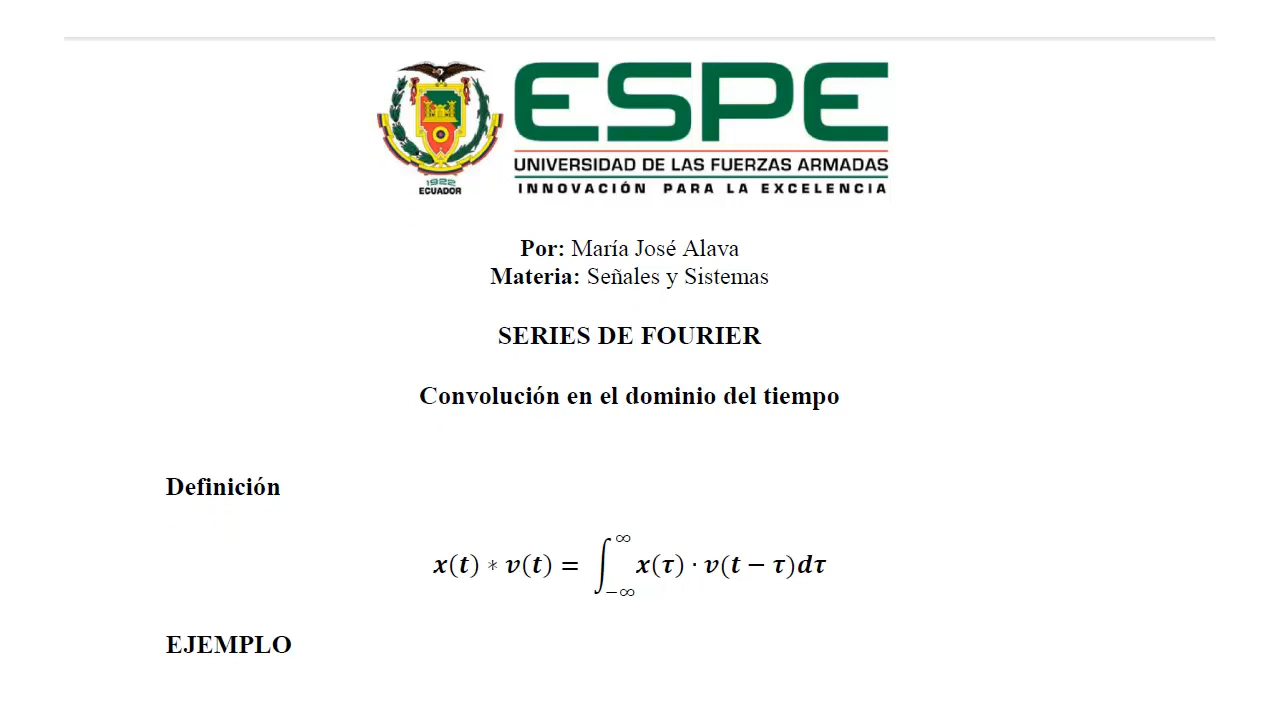 ESPE
UNIVERSIDAD DE LAS FUERZAS ARMADAS
INNOVACIÓN PARA LA EXCELENCIA
1922
ECUADOR
Por: María José Alava
Materia: Señales y Sistemas
SERIES DE FOURIER
Convolución en el dominio del tiempo
Definición
x(t) ∗ v(t) = ∫_{−∞}^{∞} x(τ) · v(t − τ)dτ
EJEMPLO